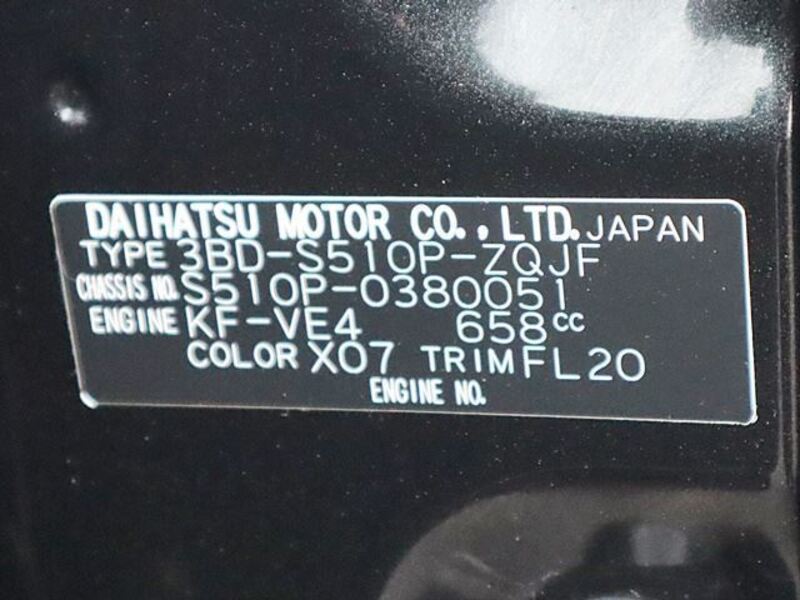 DAIHATSU MOTOR CO., LTD. JAPAN
TYPE 3BD-S510P-ZQJF
CHASSIS NO. S510P-0380051
ENGINE KF-VE4 658CC
COLOR X07 TRIM FL20
ENGINE NO.